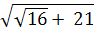 √(√16 + 21)